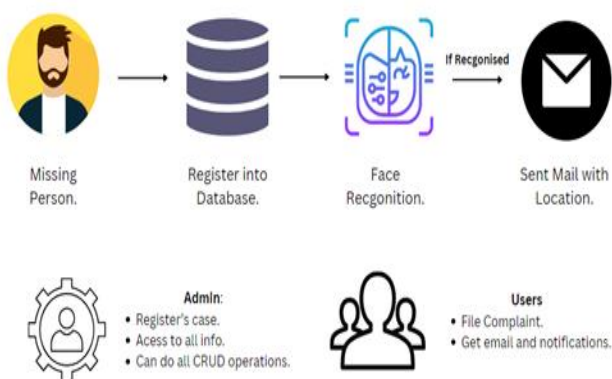 If Recgonised
Missing
Person.
Register into
Database.
Face
Recgonition.
Sent Mail with
Location.
Admin:
• Register's case.
• Acess to all info.
• Can do all CRUD operations.
Users
• File Complaint.
• Get email and notifications.